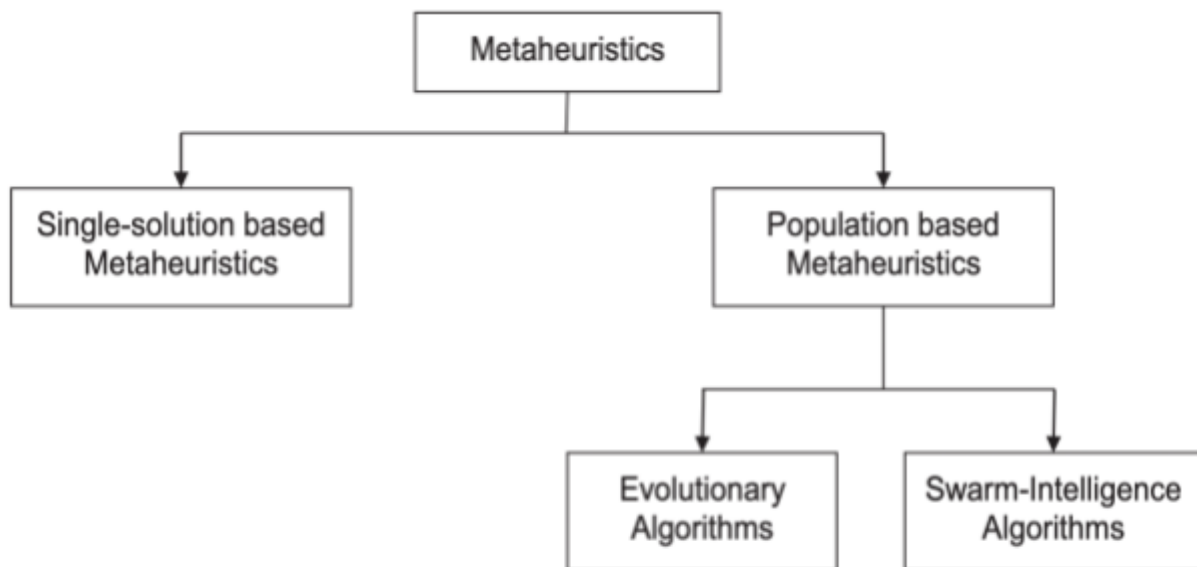 Metaheuristics
Single-solution based
Metaheuristics
Population based
Metaheuristics
Evolutionary
Algorithms
Swarm-Intelligence
Algorithms